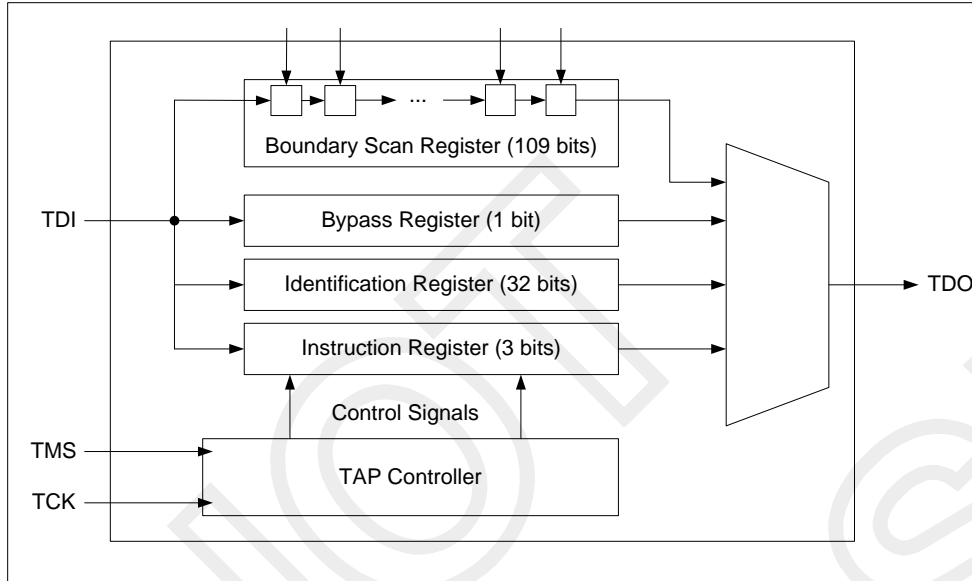 ...
Boundary Scan Register (109 bits)
TDI
Bypass Register (1 bit)
Identification Register (32 bits)
TDO
Instruction Register (3 bits)
Control Signals
TMS
TAP Controller
TCK